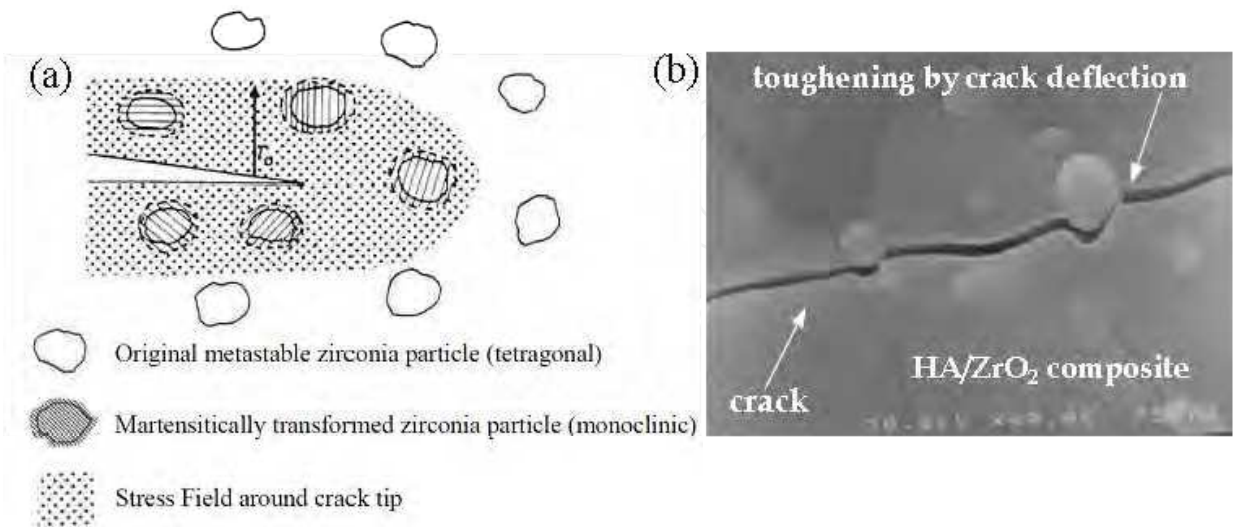 (a)
T₀
Original metastable zirconia particle (tetragonal)
Martensitically transformed zirconia particle (monoclinic)
Stress Field around crack tip
(b)
toughening by crack deflection
crack
HA/ZrO₂ composite